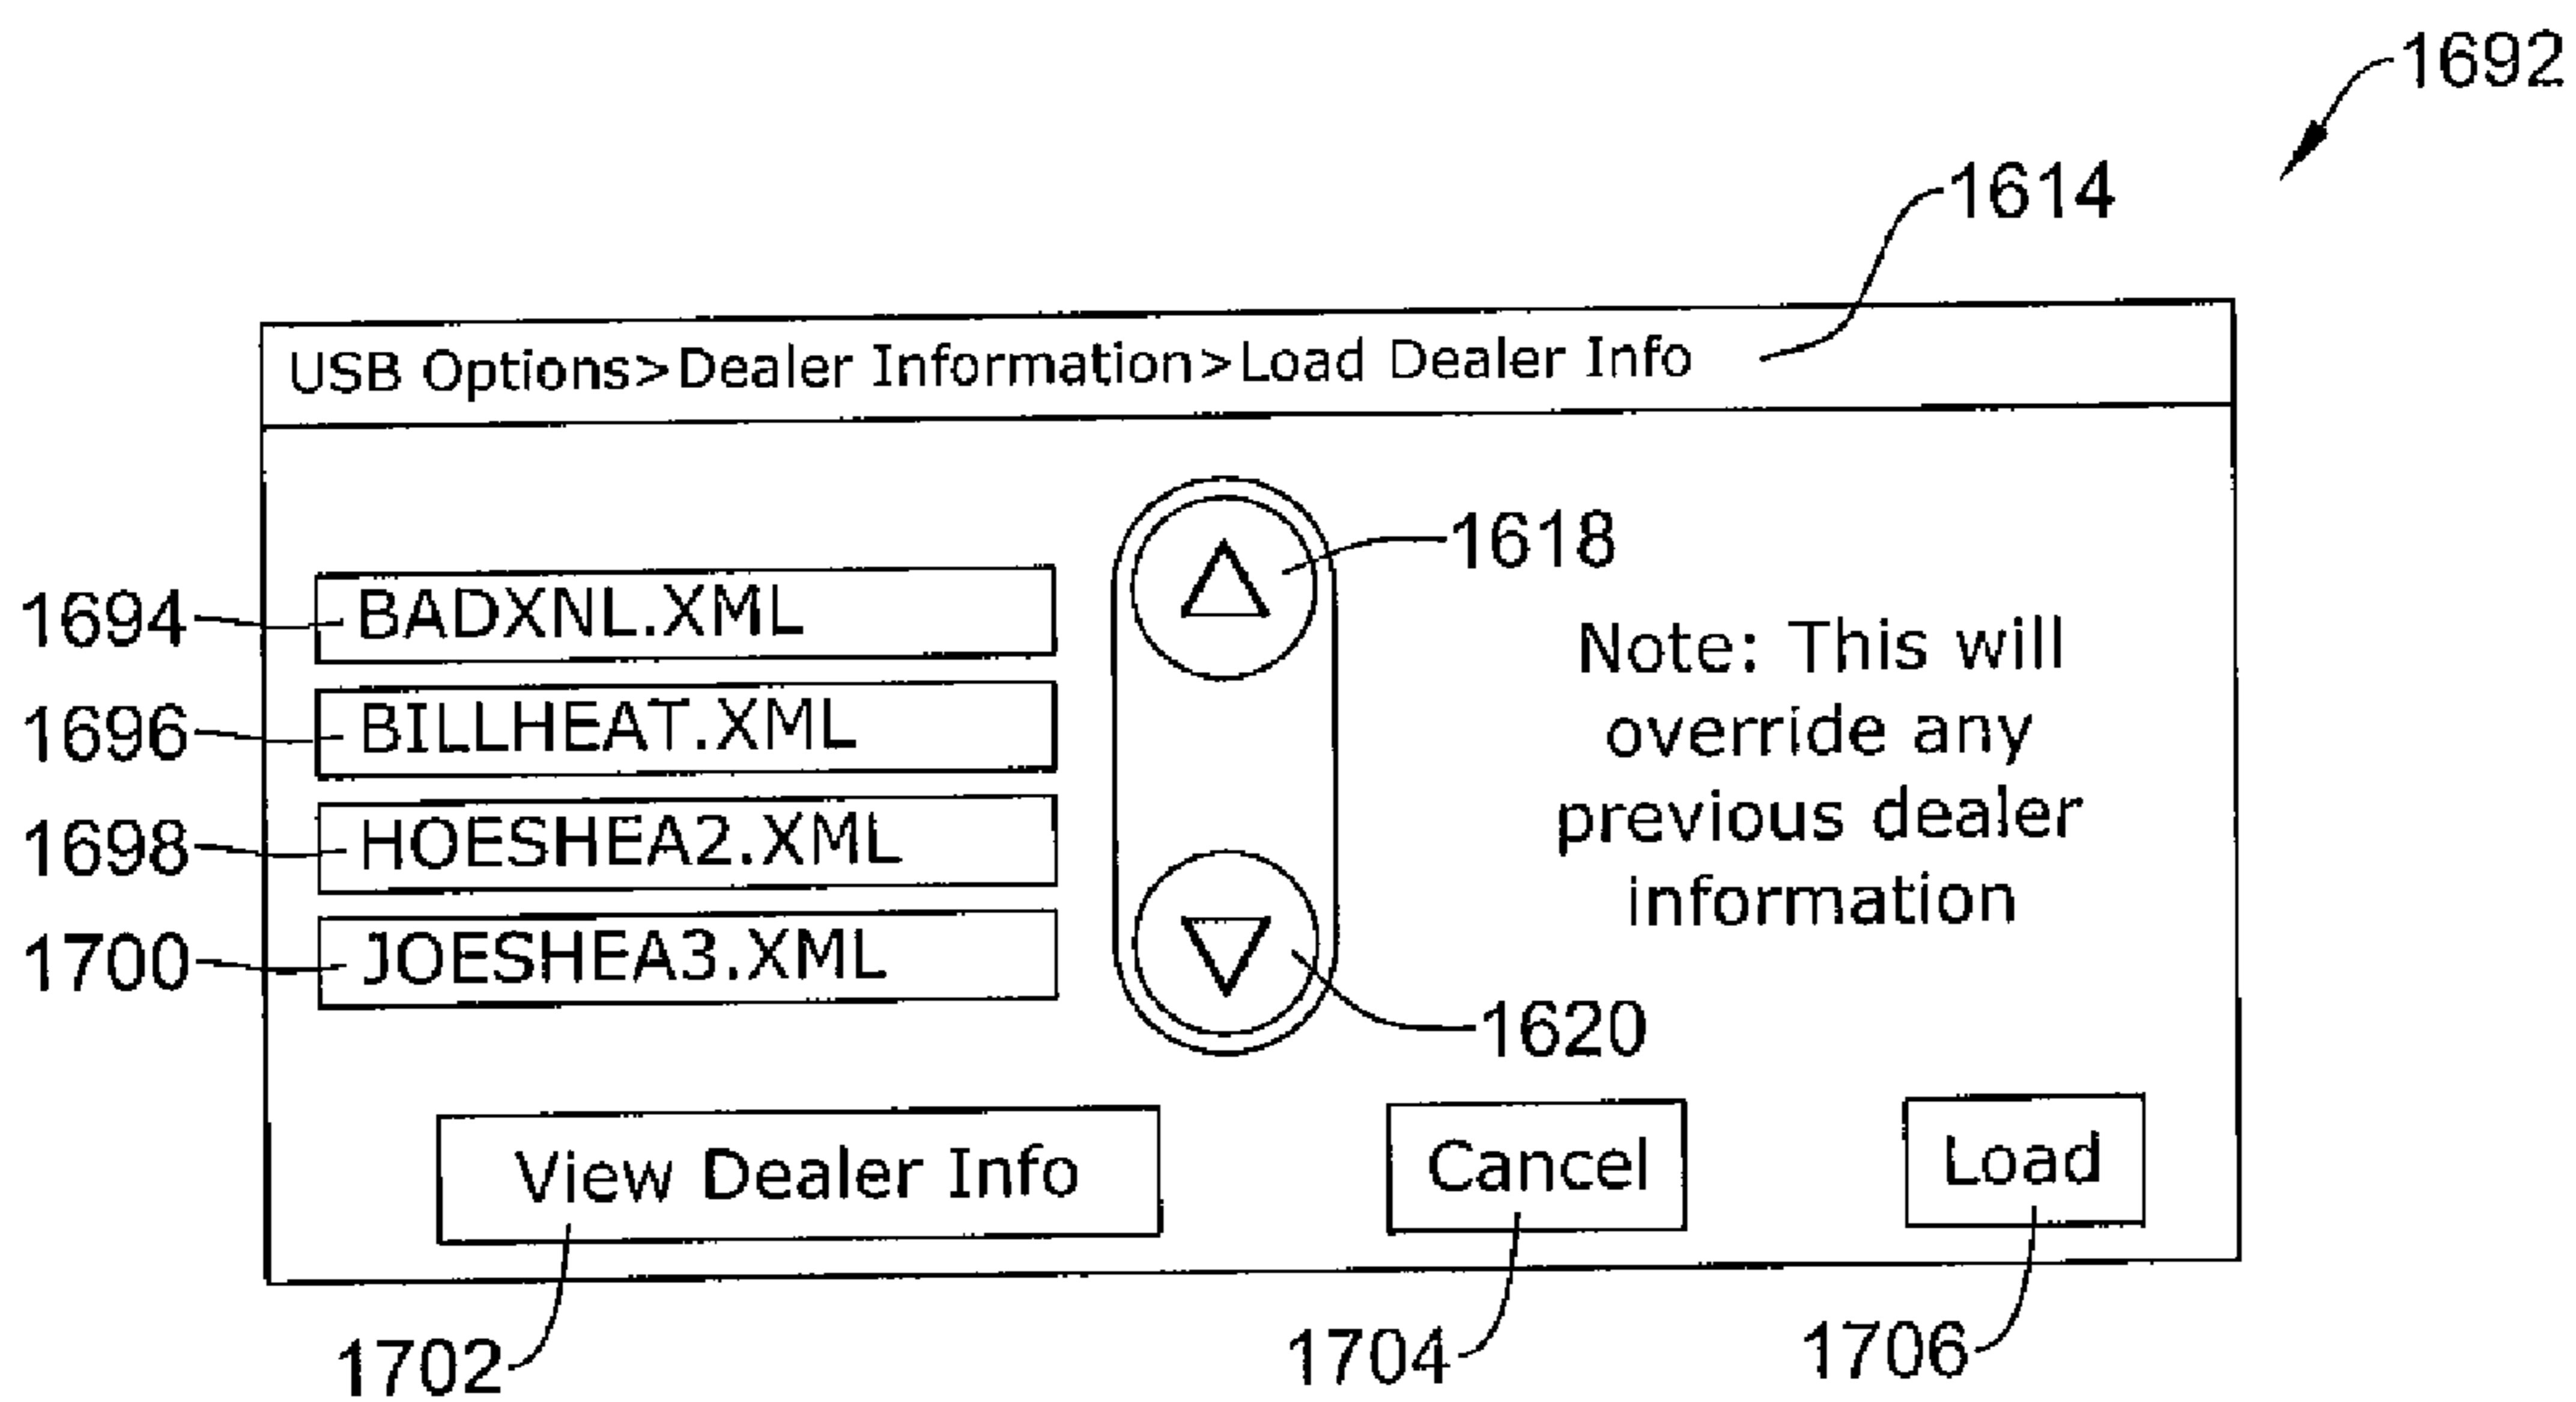 1692
1614
USB Options>Dealer Information>Load Dealer Info
1618
1694
BADXNL.XML
1696
BILLHEAT.XML
1698
HOESHEA2.XML
1700
JOESHEA3.XML
Note: This will
override any
previous dealer
information
1620
View Dealer Info
Cancel
Load
1702
1704
1706